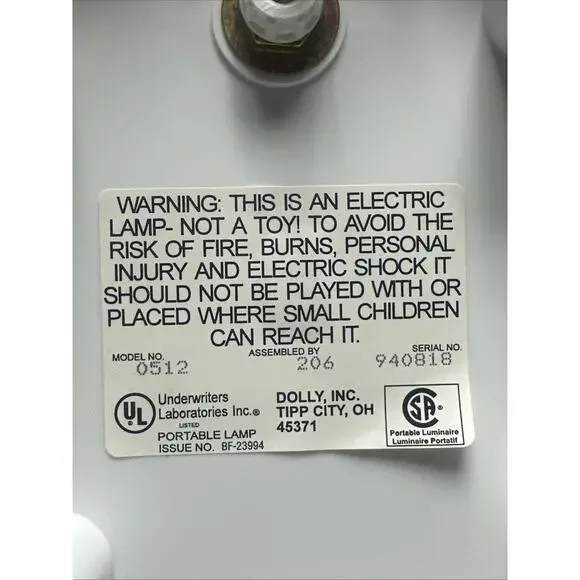 WARNING: THIS IS AN ELECTRIC
LAMP- NOT A TOY! TO AVOID THE
RISK OF FIRE, BURNS, PERSONAL
INJURY AND ELECTRIC SHOCK IT
SHOULD NOT BE PLAYED WITH OR
PLACED WHERE SMALL CHILDREN
CAN REACH IT.
MODEL NO. 0512 ASSEMBLED BY 206 SERIAL NO. 940818
UL Underwriters Laboratories Inc.®
LISTED
PORTABLE LAMP
ISSUE NO. BF-23994
DOLLY, INC.
TIPP CITY, OH
45371
CSA
Portable Luminaire
Luminaire Portatif